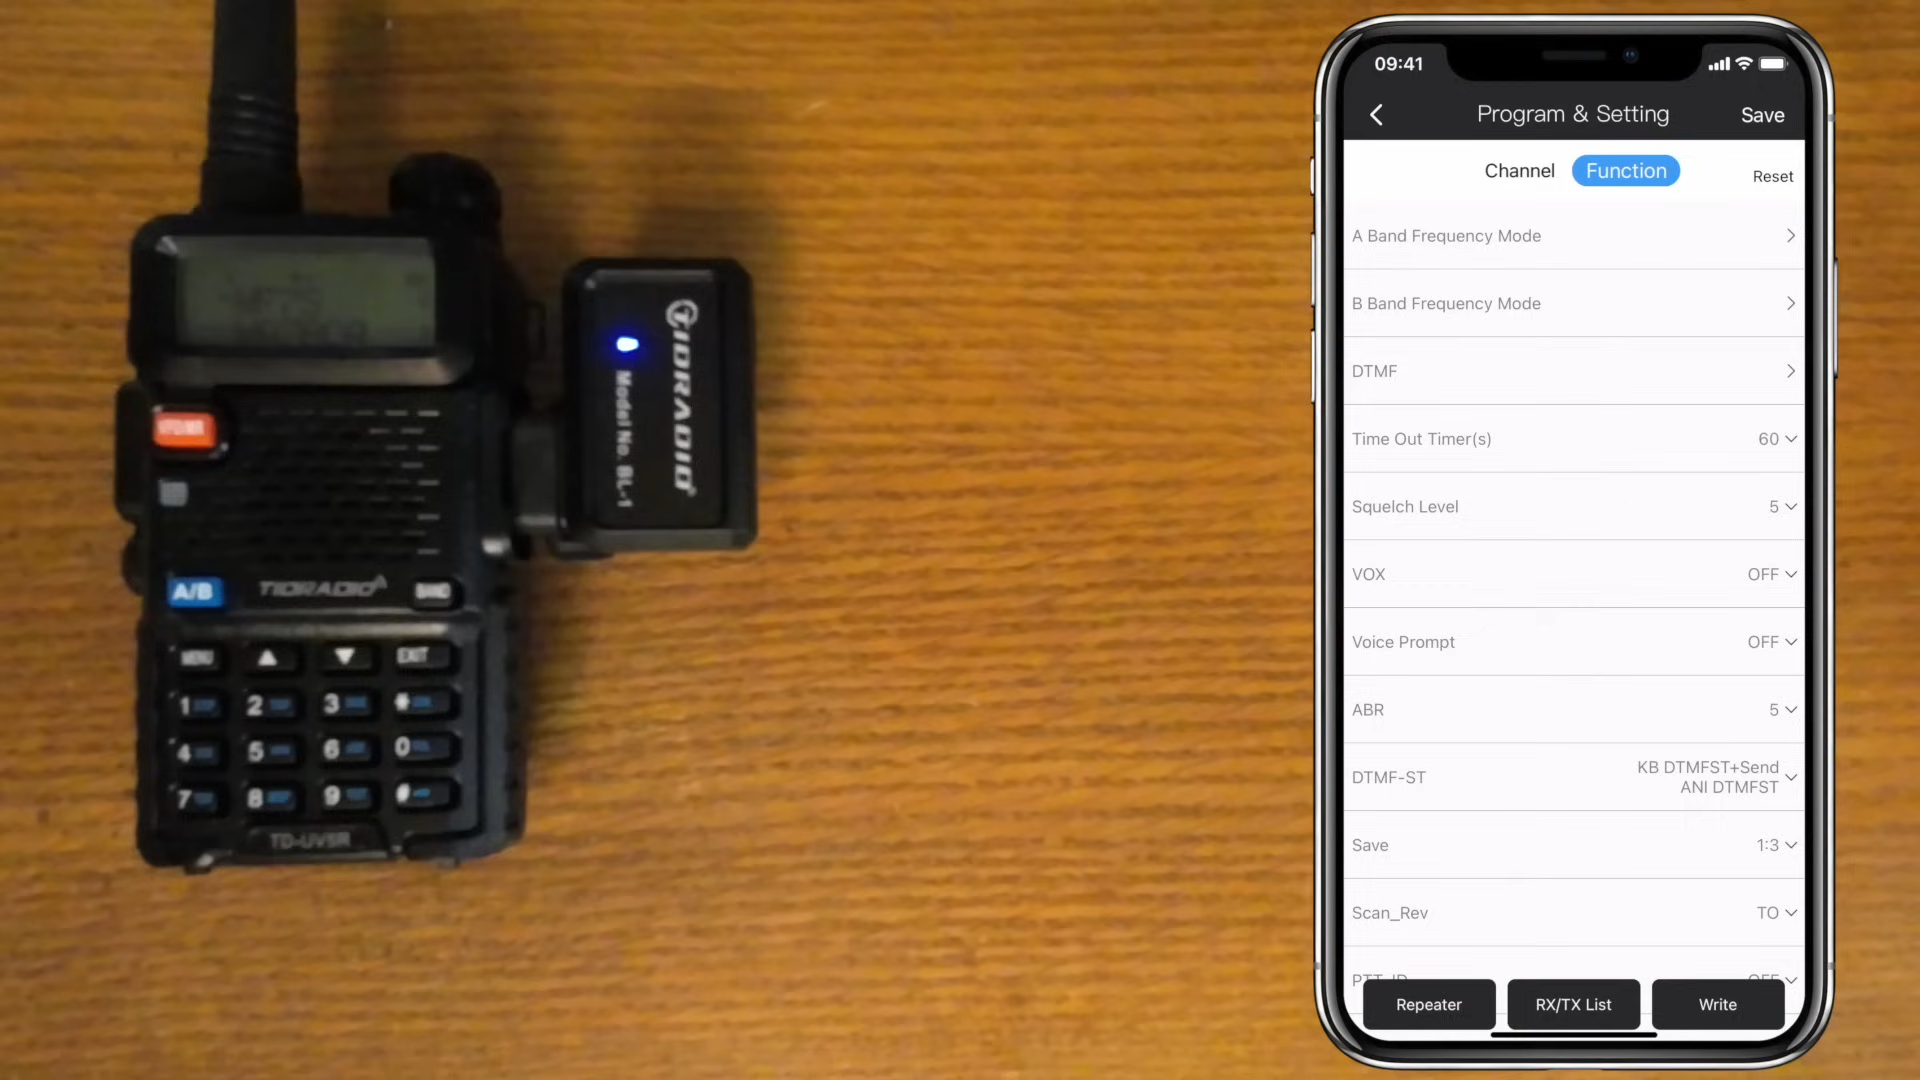 09:41
Program & Setting
Save
Channel
Function
Reset
A Band Frequency Mode
B Band Frequency Mode
DTMF
Time Out Timer(s)
60
Squelch Level
5
VOX
OFF
Voice Prompt
OFF
ABR
5
DTMF-ST
KB DTMFST+Send
ANI DTMFST
Save
1:3
Scan_Rev
TO
PTT_ID
OFF
Repeater
RX/TX List
Write
TIDRADIO
Model No. BL-1
A/B
TIDRADIO
BAND
MENU
EXIT
1
2
3
*
4
5
6
0
7
8
9
#
TD-UV5R